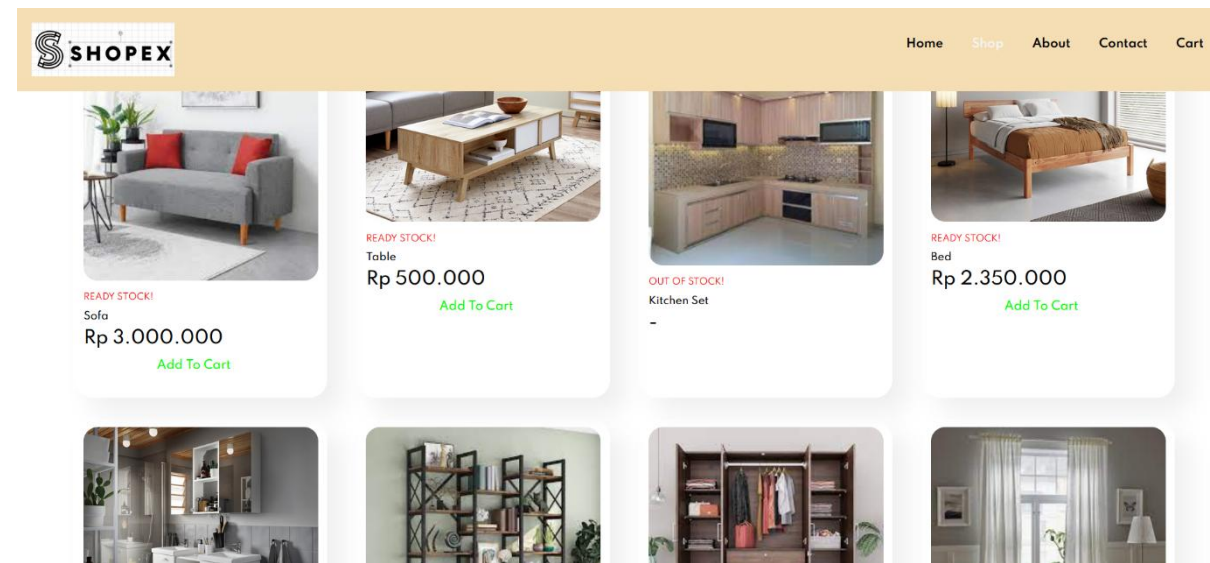 SHOPEX
Home Shop About Contact Cart
READY STOCK!
Sofa
Rp 3.000.000
Add To Cart
READY STOCK!
Table
Rp 500.000
Add To Cart
OUT OF STOCK!
Kitchen Set
-
READY STOCK!
Bed
Rp 2.350.000
Add To Cart